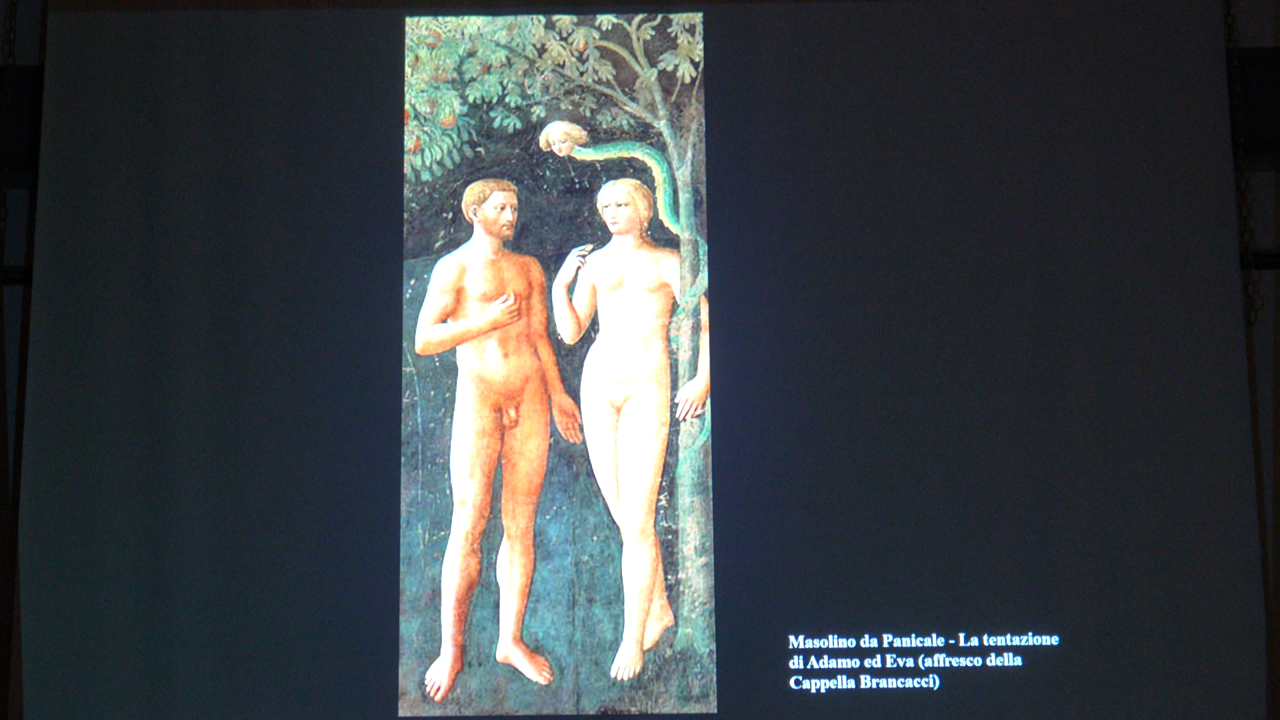 Masolino da Panicale - La tentazione
di Adamo ed Eva (affresco della
Cappella Brancacci)